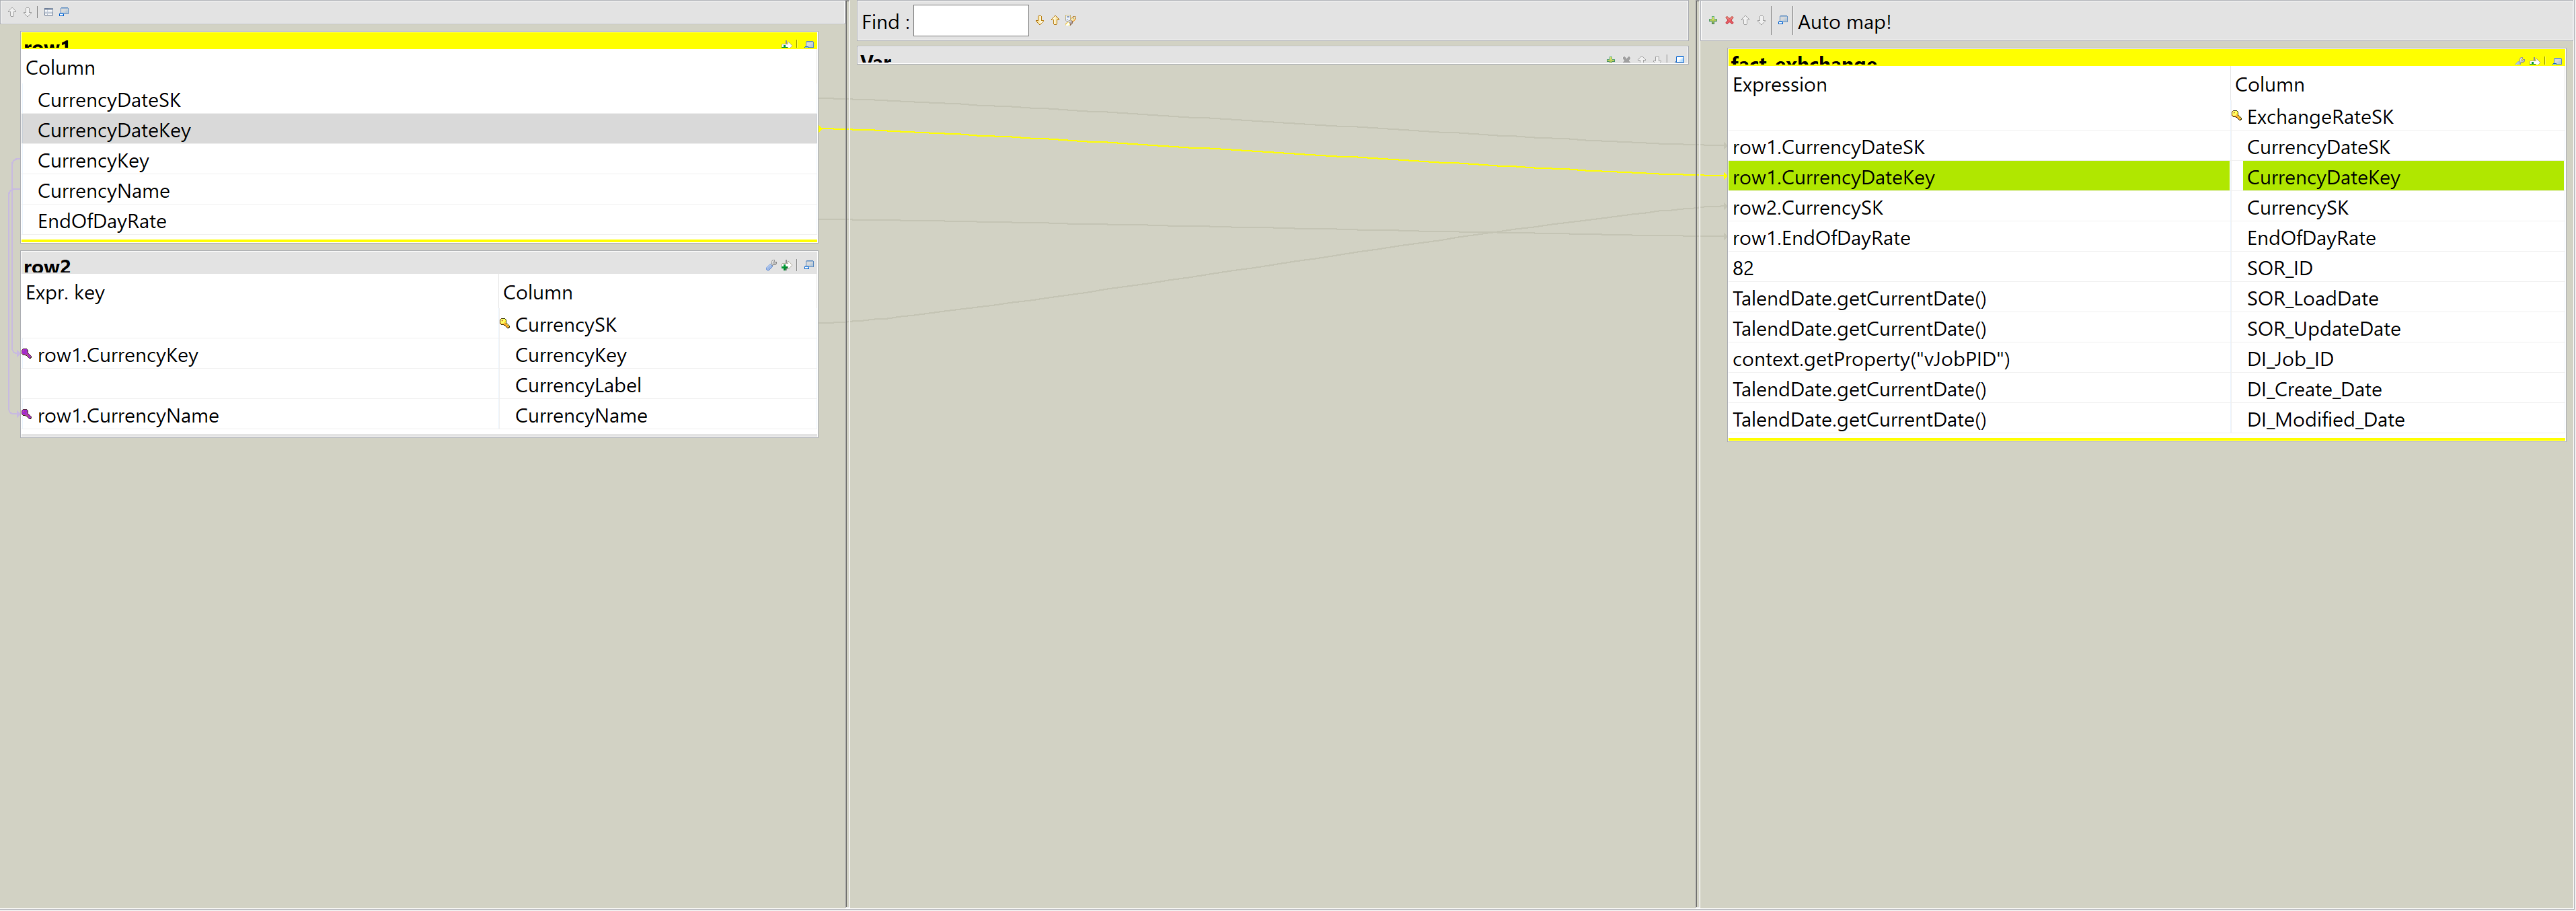 row1
Column
CurrencyDateSK
CurrencyDateKey
CurrencyKey
CurrencyName
EndOfDayRate
row2
Expr. key Column
CurrencySK
row1.CurrencyKey CurrencyKey
CurrencyLabel
row1.CurrencyName CurrencyName
Find :
Var
Auto map!
fact_exhchange
Expression Column
ExchangeRateSK
row1.CurrencyDateSK CurrencyDateSK
row1.CurrencyDateKey CurrencyDateKey
row2.CurrencySK CurrencySK
row1.EndOfDayRate EndOfDayRate
82 SOR_ID
TalendDate.getCurrentDate() SOR_LoadDate
TalendDate.getCurrentDate() SOR_UpdateDate
context.getProperty("vJobPID") DI_Job_ID
TalendDate.getCurrentDate() DI_Create_Date
TalendDate.getCurrentDate() DI_Modified_Date